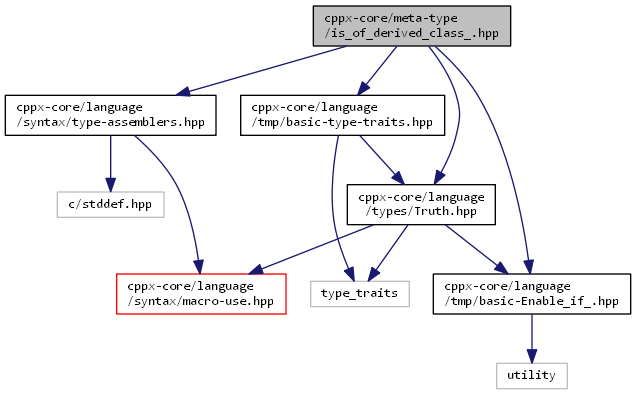 cppx-core/meta-type
/is_of_derived_class_.hpp
cppx-core/language
/syntax/type-assemblers.hpp
cppx-core/language
/tmp/basic-type-traits.hpp
c/stddef.hpp
cppx-core/language
/types/Truth.hpp
cppx-core/language
/syntax/macro-use.hpp
type_traits
cppx-core/language
/tmp/basic-Enable_if_.hpp
utility